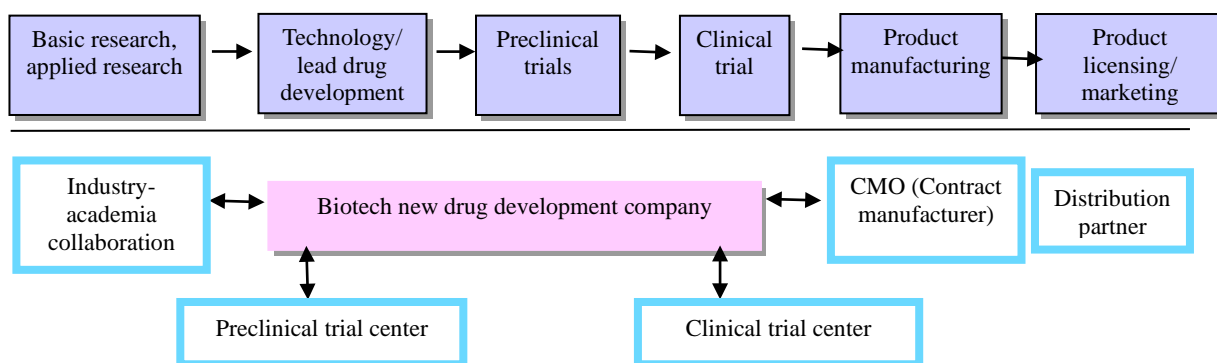 Basic research,
applied research
Technology/
lead drug
development
Preclinical
trials
Clinical
trial
Product
manufacturing
Product
licensing/
marketing
Industry-
academia
collaboration
Biotech new drug development company
CMO (Contract
manufacturer)
Distribution
partner
Preclinical trial center
Clinical trial center